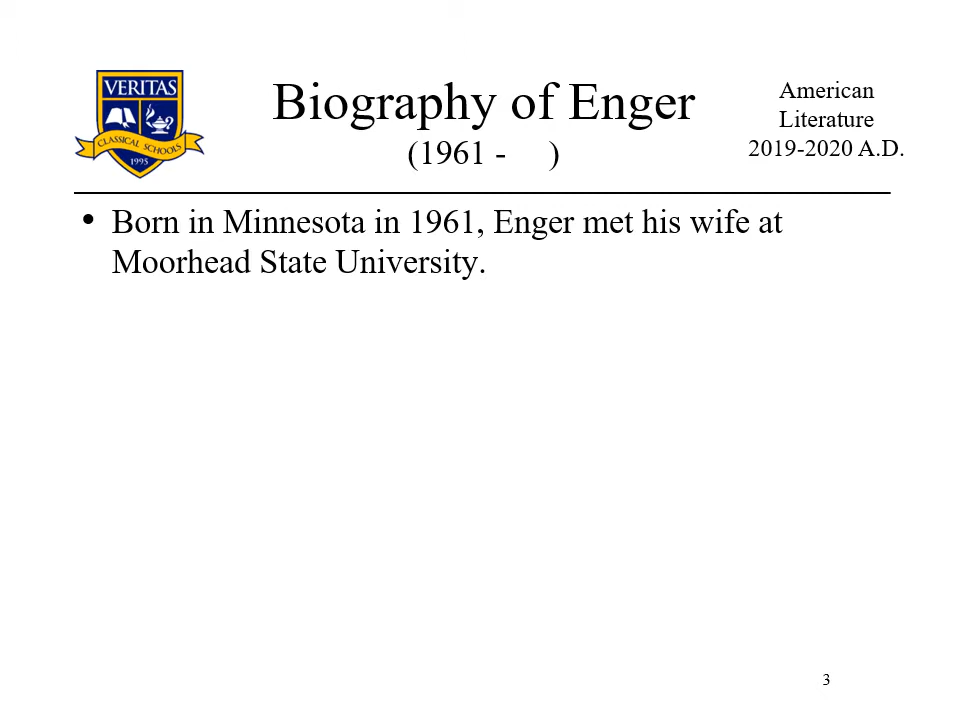 VERITAS
CLASSICAL SCHOOLS
1995
Biography of Enger
(1961 -     )
American
Literature
2019-2020 A.D.
• Born in Minnesota in 1961, Enger met his wife at
Moorhead State University.
3